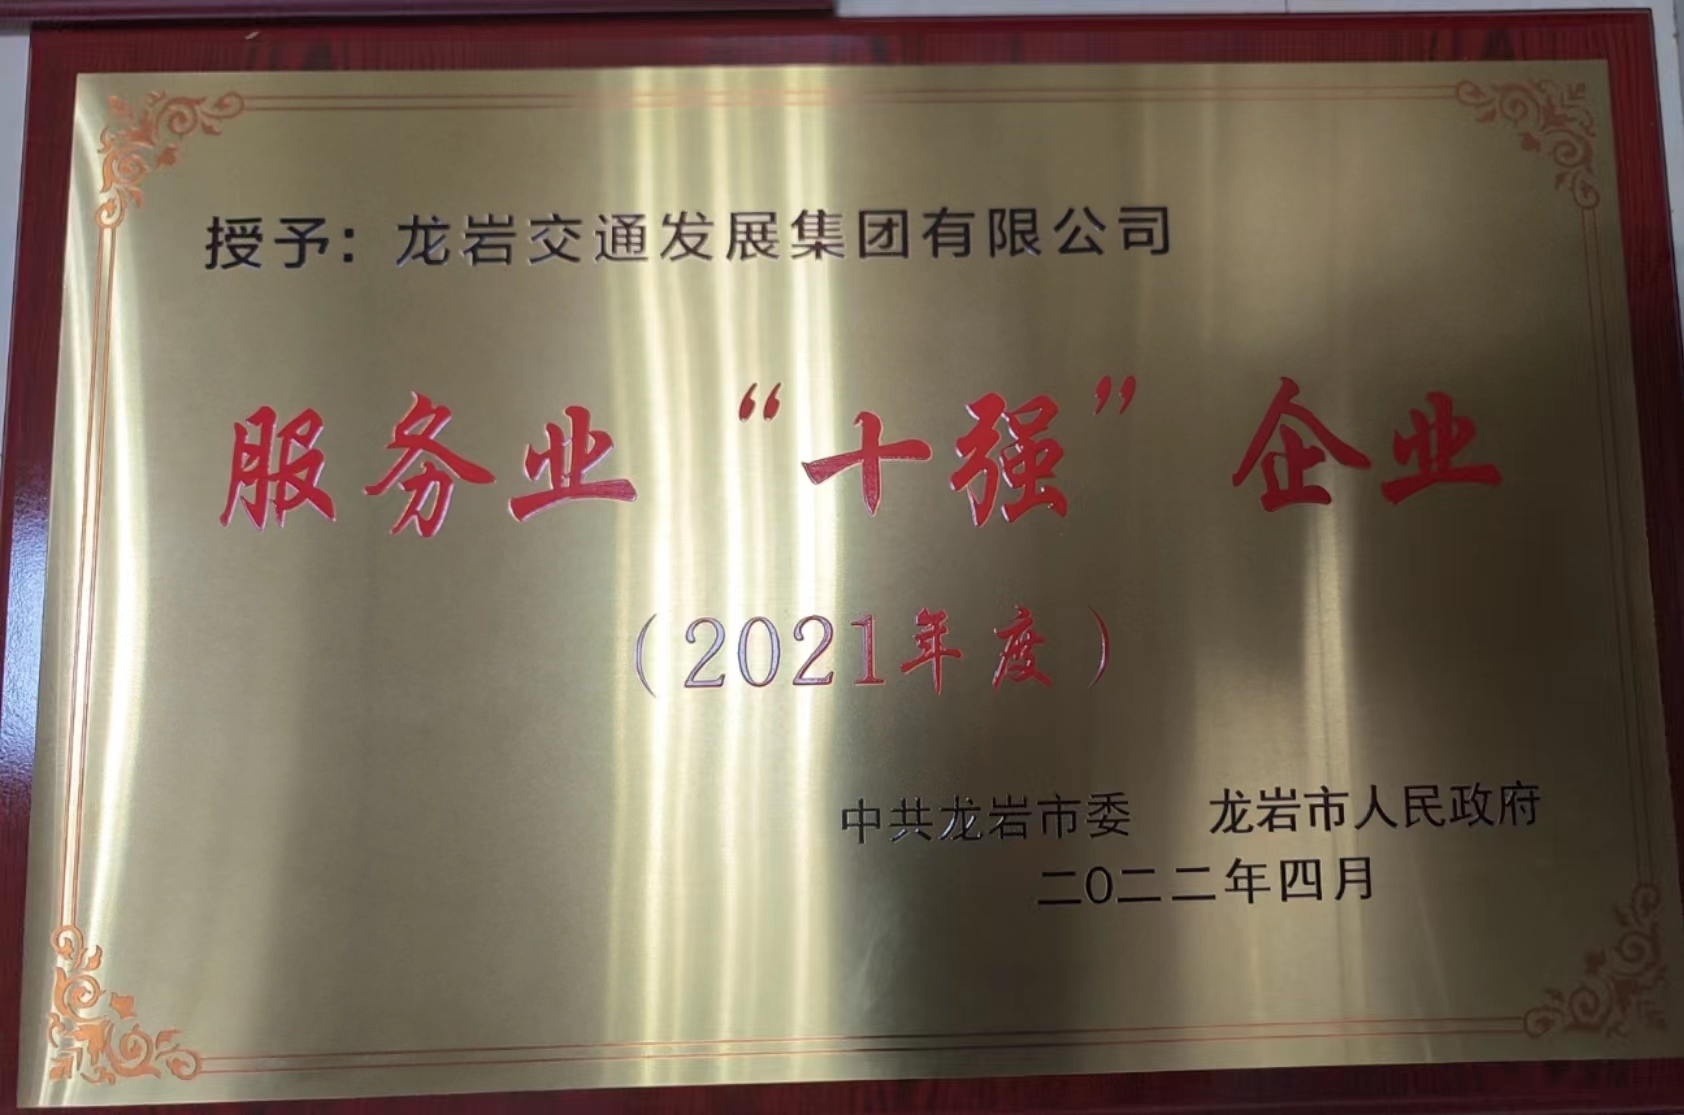 授予：龙岩交通发展集团有限公司
服务业“十强”企业
（2021年度）
中共龙岩市委 龙岩市人民政府
二〇二二年四月